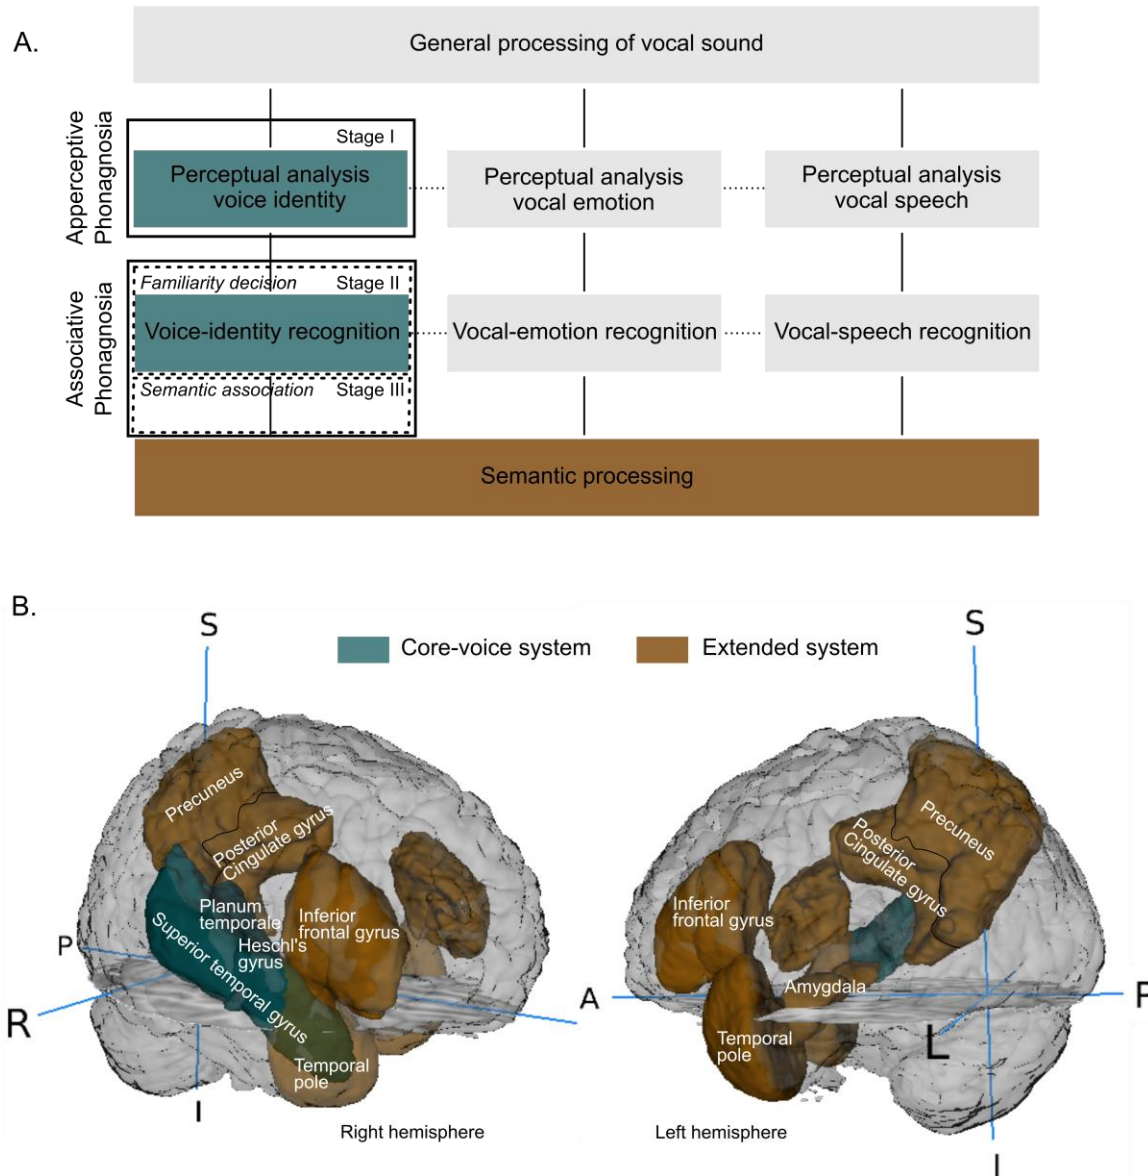 A.
General processing of vocal sound
Apperceptive
Phonagnosia
Stage I
Perceptual analysis
voice identity
Perceptual analysis
vocal emotion
Perceptual analysis
vocal speech
Associative
Phonagnosia
Familiarity decision Stage II
Voice-identity recognition
Vocal-emotion recognition
Vocal-speech recognition
Semantic association Stage III
Semantic processing
B.
S
S
Core-voice system
Extended system
Precuneus
Posterior
Cingulate gyrus
Planum
temporale
Heschl's
gyrus
Superior temporal gyrus
Inferior
frontal gyrus
Temporal
pole
P
R
I
Right hemisphere
Precuneus
Posterior
Cingulate gyrus
Inferior
frontal gyrus
Amygdala
Temporal
pole
A
L
P
I
Left hemisphere